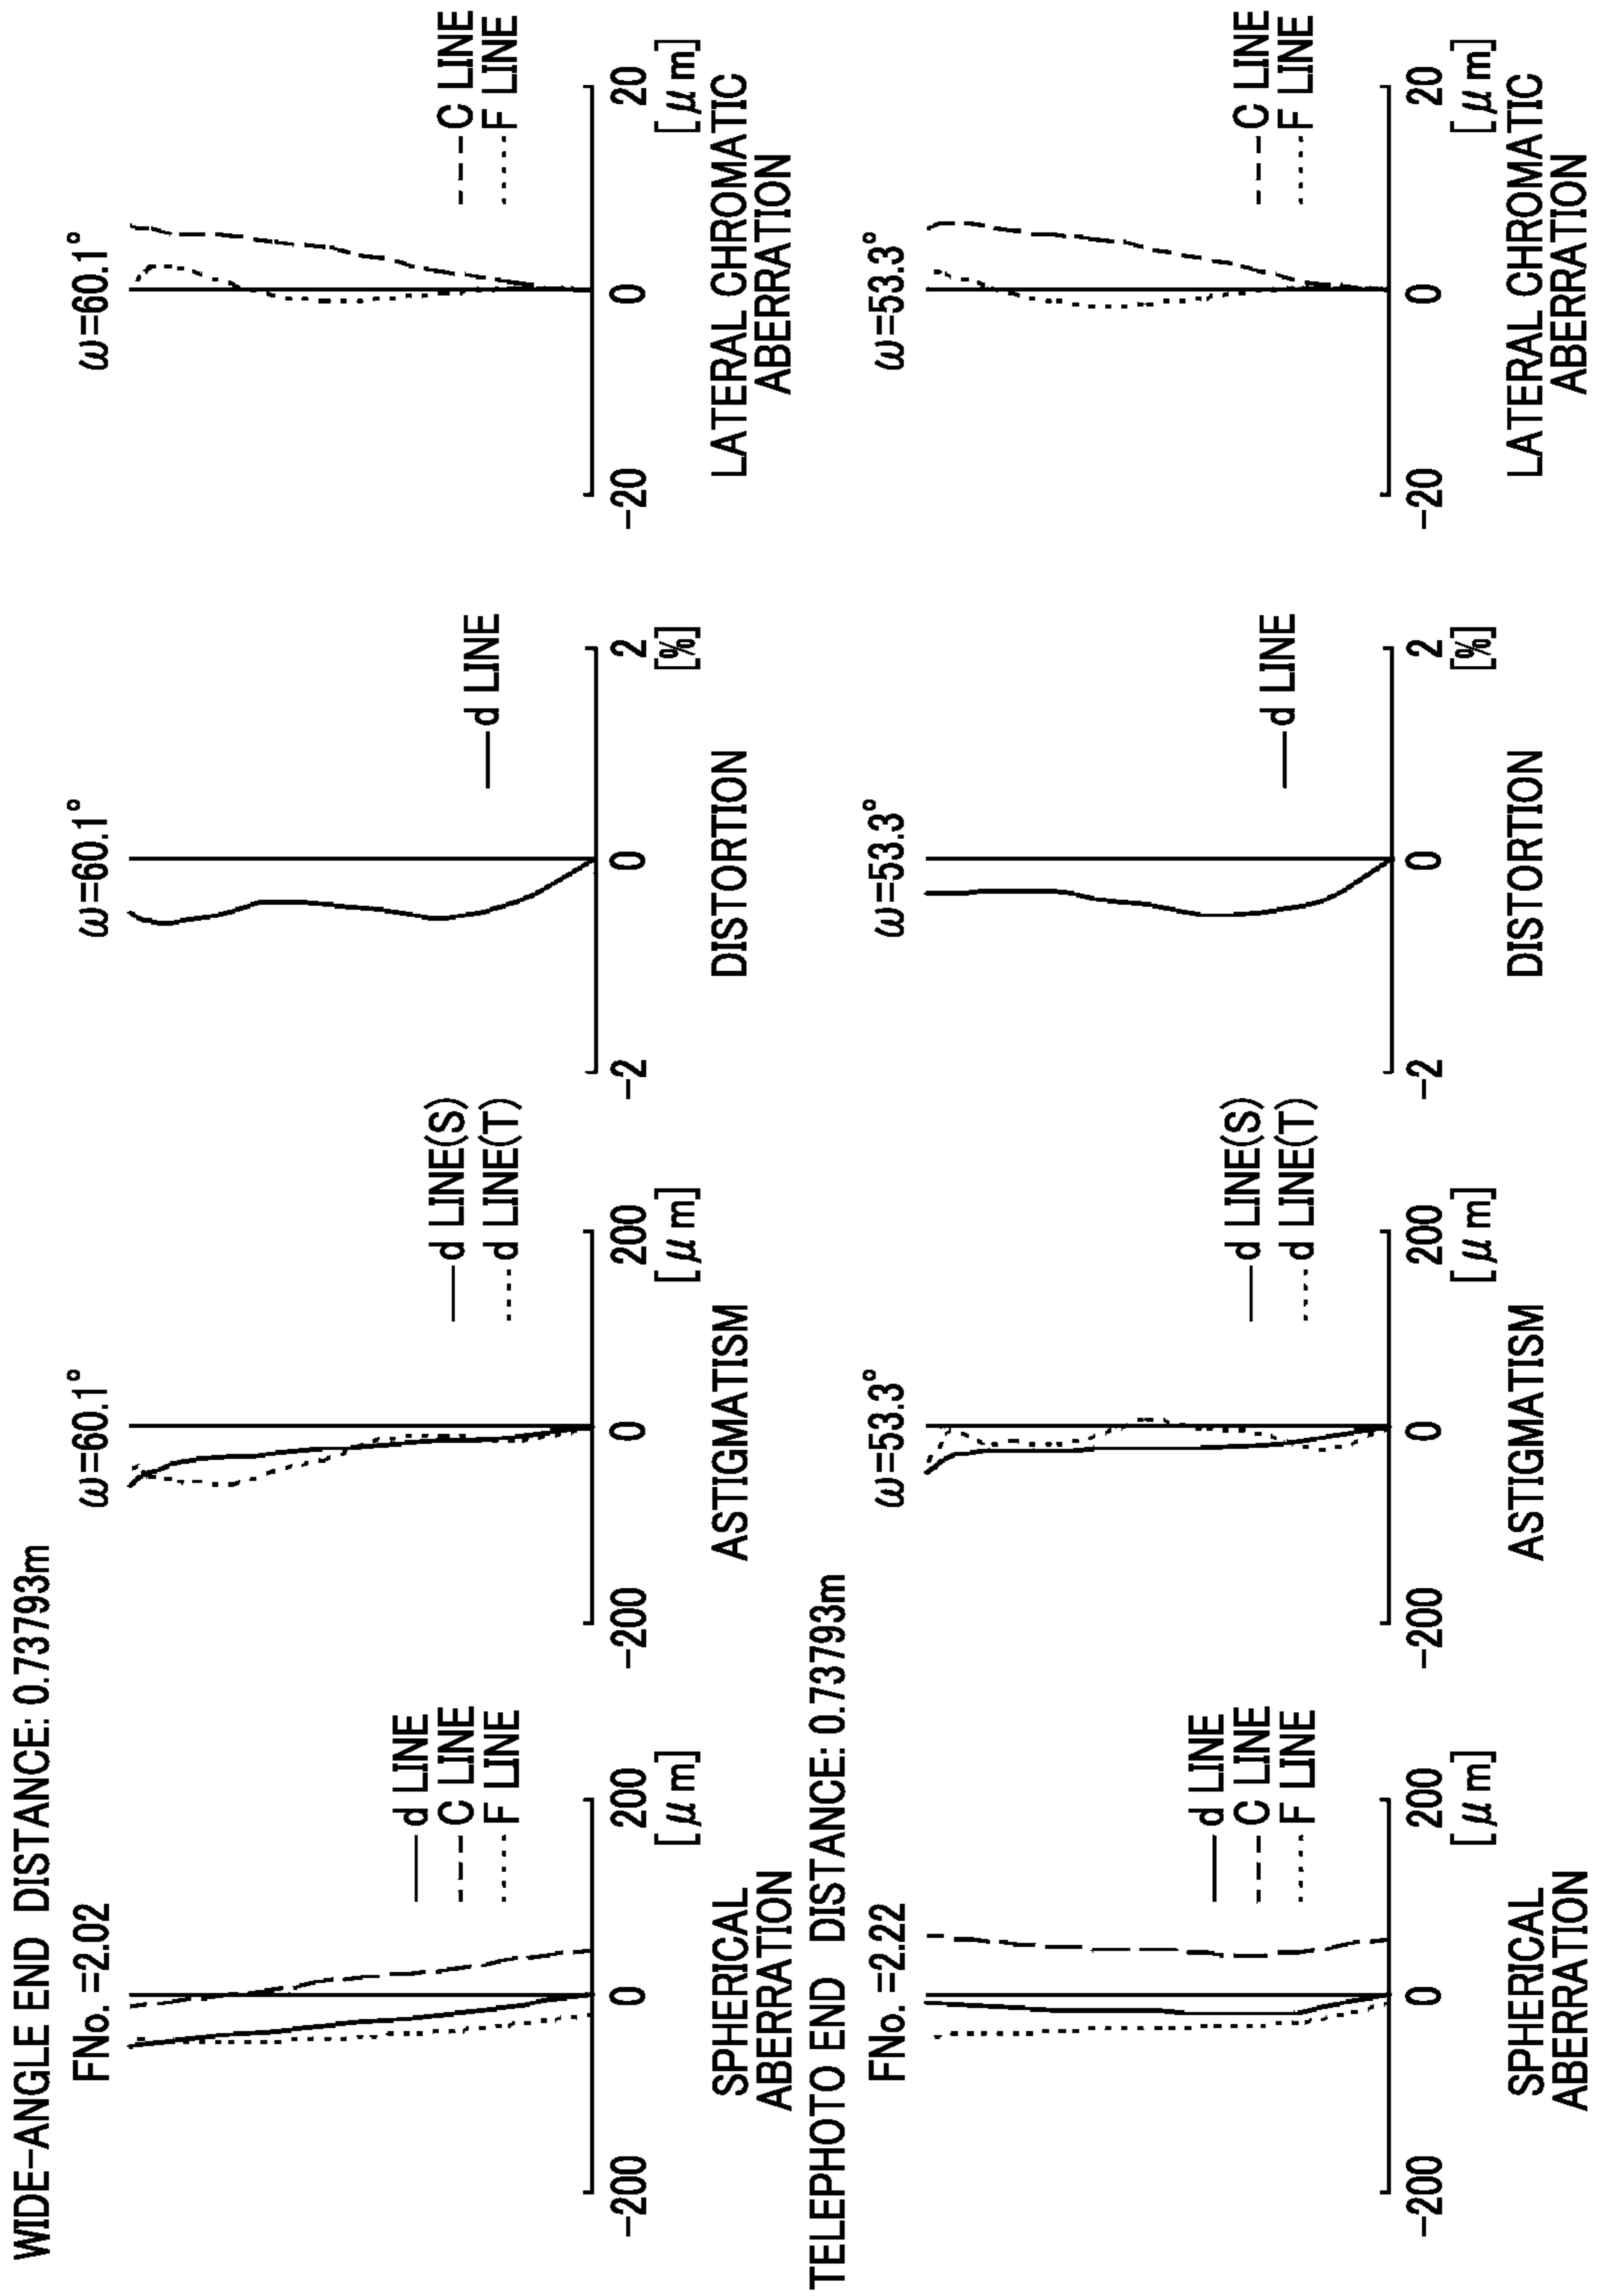 WIDE-ANGLE END DISTANCE: 0.73793m
FNo. =2.02
d LINE
C LINE
F LINE
-200
0
200
[μm]
SPHERICAL
ABERRATION
ω=60.1°
d LINE(S)
d LINE(T)
-200
0
200
[μm]
ASTIGMATISM
ω=60.1°
d LINE
-2
0
2
[%]
DISTORTION
ω=60.1°
C LINE
F LINE
-20
0
20
[μm]
LATERAL CHROMATIC
ABERRATION
TELEPHOTO END DISTANCE: 0.73793m
FNo. =2.22
d LINE
C LINE
F LINE
-200
0
200
[μm]
SPHERICAL
ABERRATION
ω=53.3°
d LINE(S)
d LINE(T)
-200
0
200
[μm]
ASTIGMATISM
ω=53.3°
d LINE
-2
0
2
[%]
DISTORTION
ω=53.3°
C LINE
F LINE
-20
0
20
[μm]
LATERAL CHROMATIC
ABERRATION